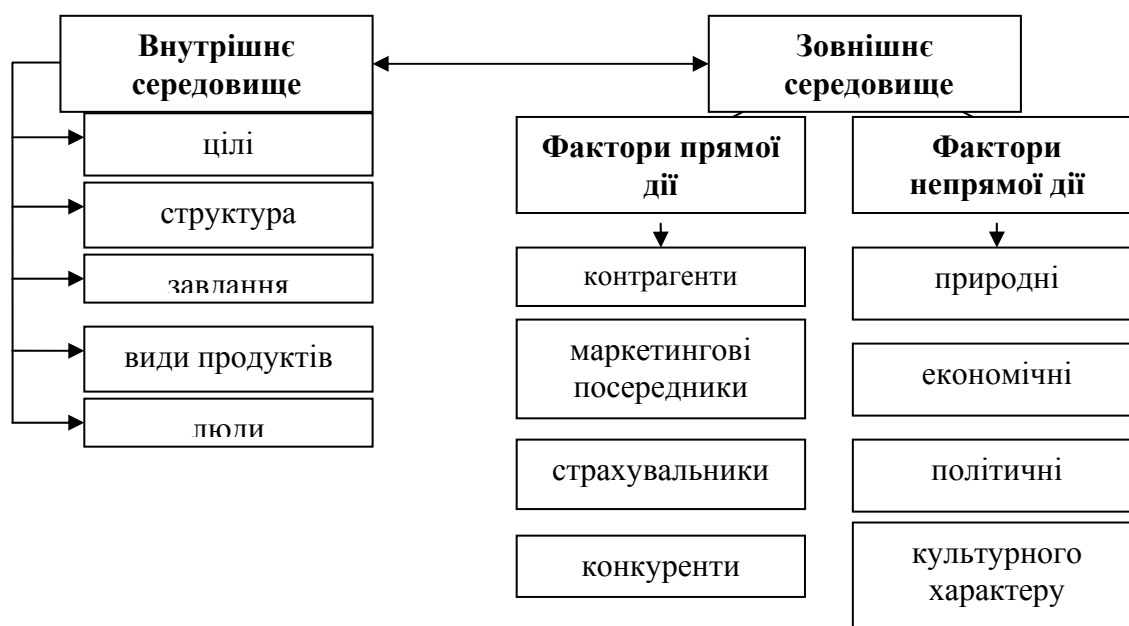 Внутрішнє
середовище
цілі
структура
завдання
види продуктів
люди
Зовнішнє
середовище
Фактори прямої
дії
контрагенти
маркетингові
посередники
страхувальники
конкуренти
Фактори
непрямої дії
природні
економічні
політичні
культурного
характеру